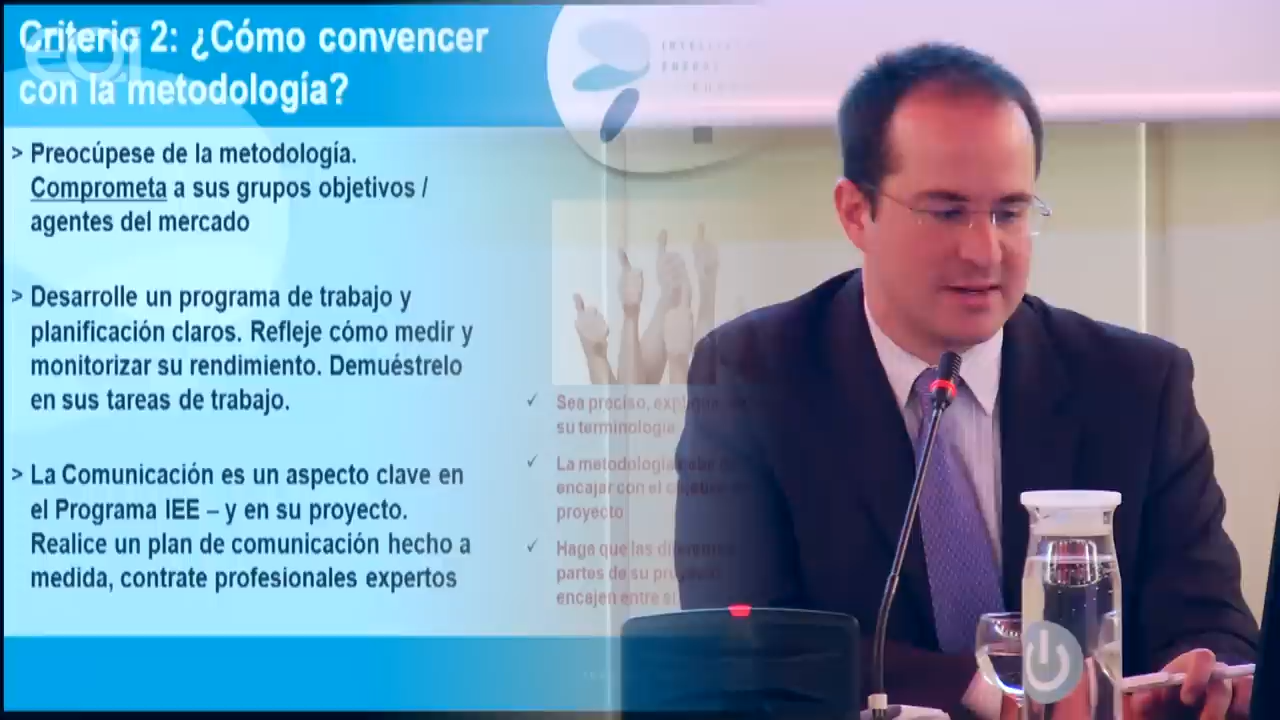 Criterio 2: ¿Cómo convencer
con la metodología?
eoi
> Preocúpese de la metodología.
Comprometa a sus grupos objetivos /
agentes del mercado
> Desarrolle un programa de trabajo y
planificación claros. Refleje cómo medir y
monitorizar su rendimiento. Demuéstrelo
en sus tareas de trabajo.
> La Comunicación es un aspecto clave en
el Programa IEE – y en su proyecto.
Realice un plan de comunicación hecho a
medida, contrate profesionales expertos
✓ Sea preciso,
su terminología
✓ La metodología
encajar con el
proyecto
✓ Haga que las
partes de su
encajen entre sí